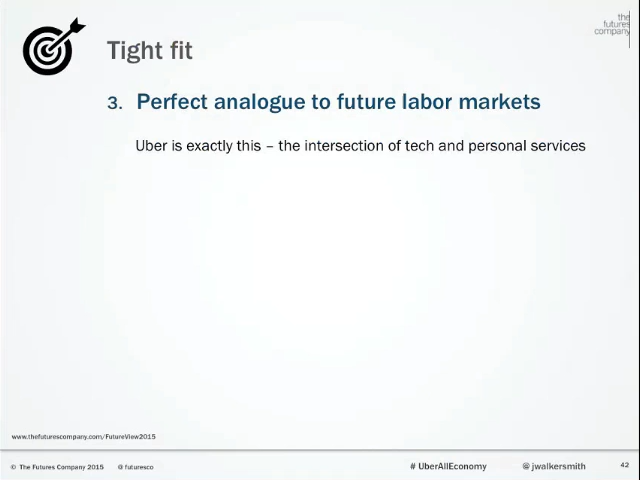 the
futures
company
Tight fit
3. Perfect analogue to future labor markets
Uber is exactly this – the intersection of tech and personal services
www.thefuturescompany.com/FutureView2015
© The Futures Company 2015 @ futuresco # UberAllEconomy @ jwalkersmith 42